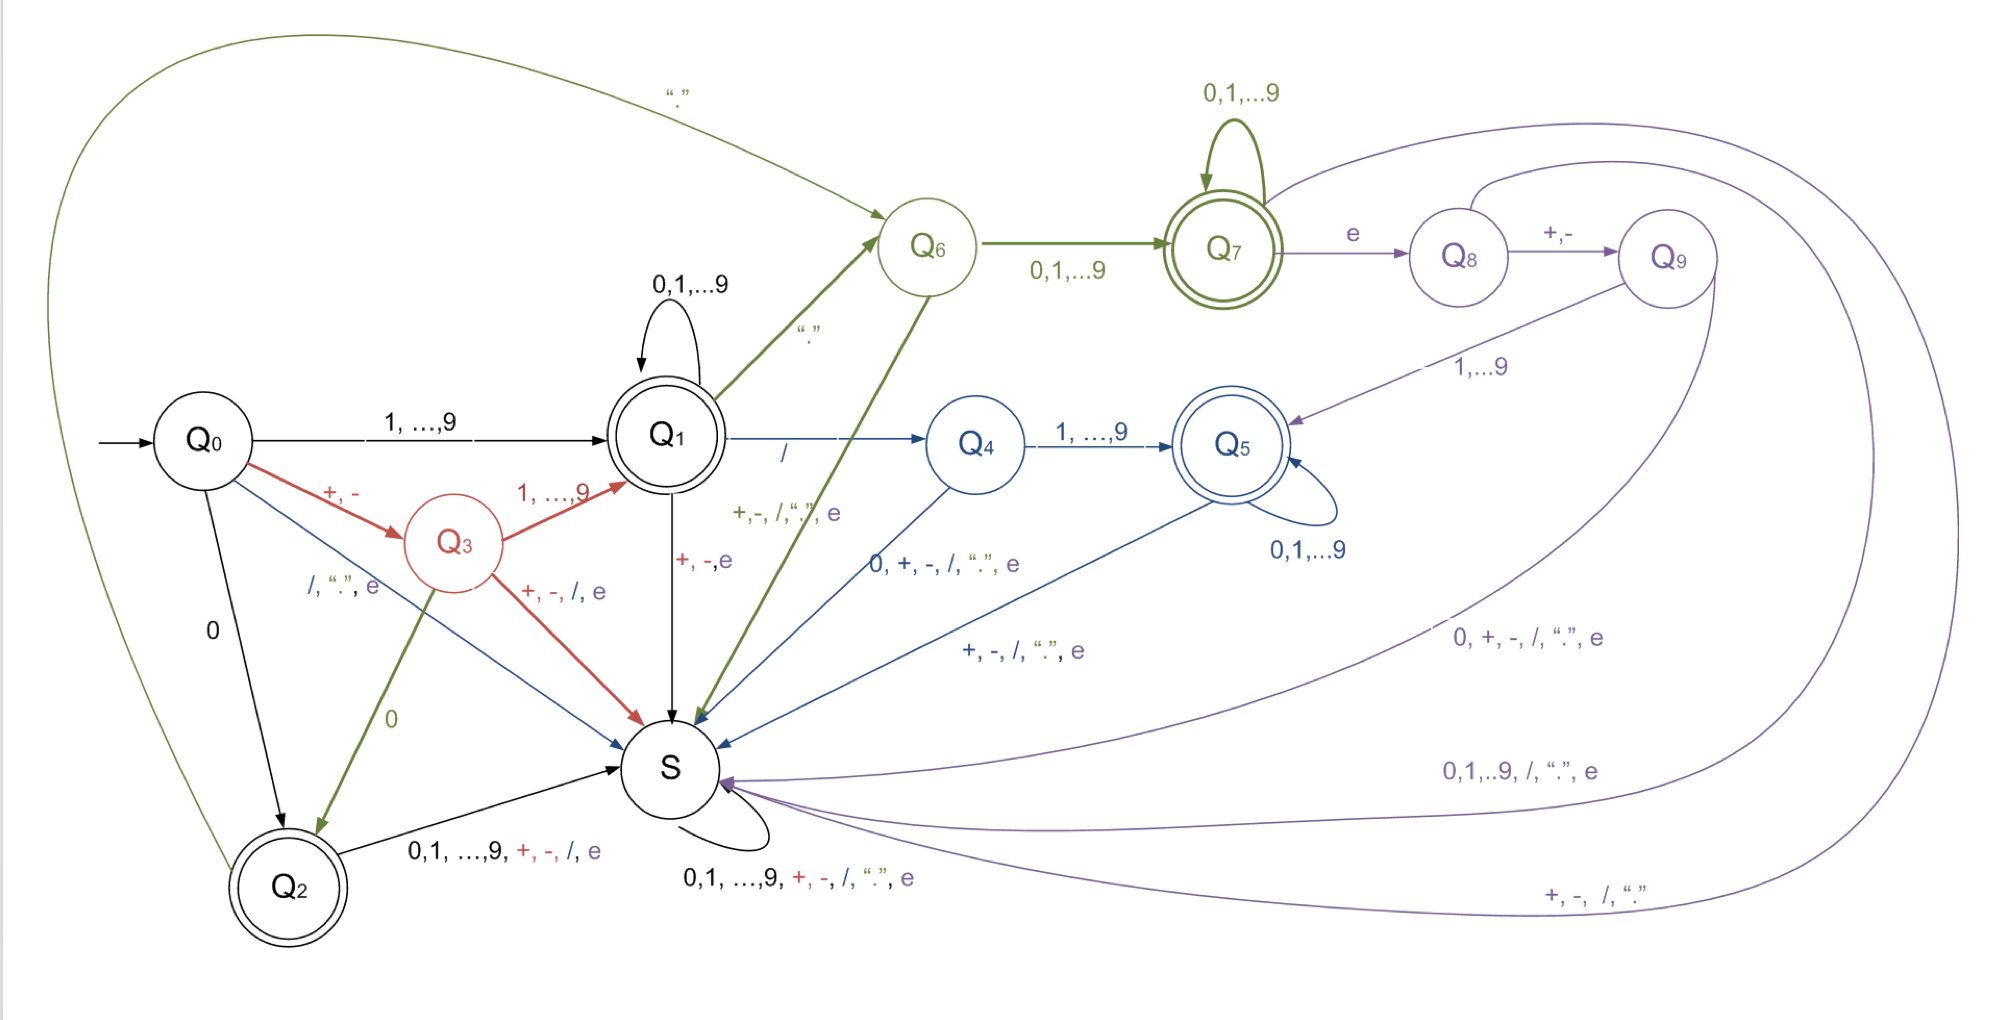 “.”
0,1,...9
Q6
Q7
e
Q8
+,-
Q9
0,1,...9
0,1,...9
“.”
1,...9
Q0
1, ...,9
Q1
/
Q4
1, ...,9
Q5
+, -
1, ...,9
Q3
+,-, /,“.”, e
0,1,...9
/, “.”, e
+, -, /, e
+, -,e
0, +, -, /, “.”, e
0
+, -, /, “.”, e
0, +, -, /, “.”, e
0
S
0,1,..9, /, “.”, e
0,1, ...,9, +, -, /, e
0,1, ...,9, +, -, /, “.”, e
Q2
+, -, /, “.”